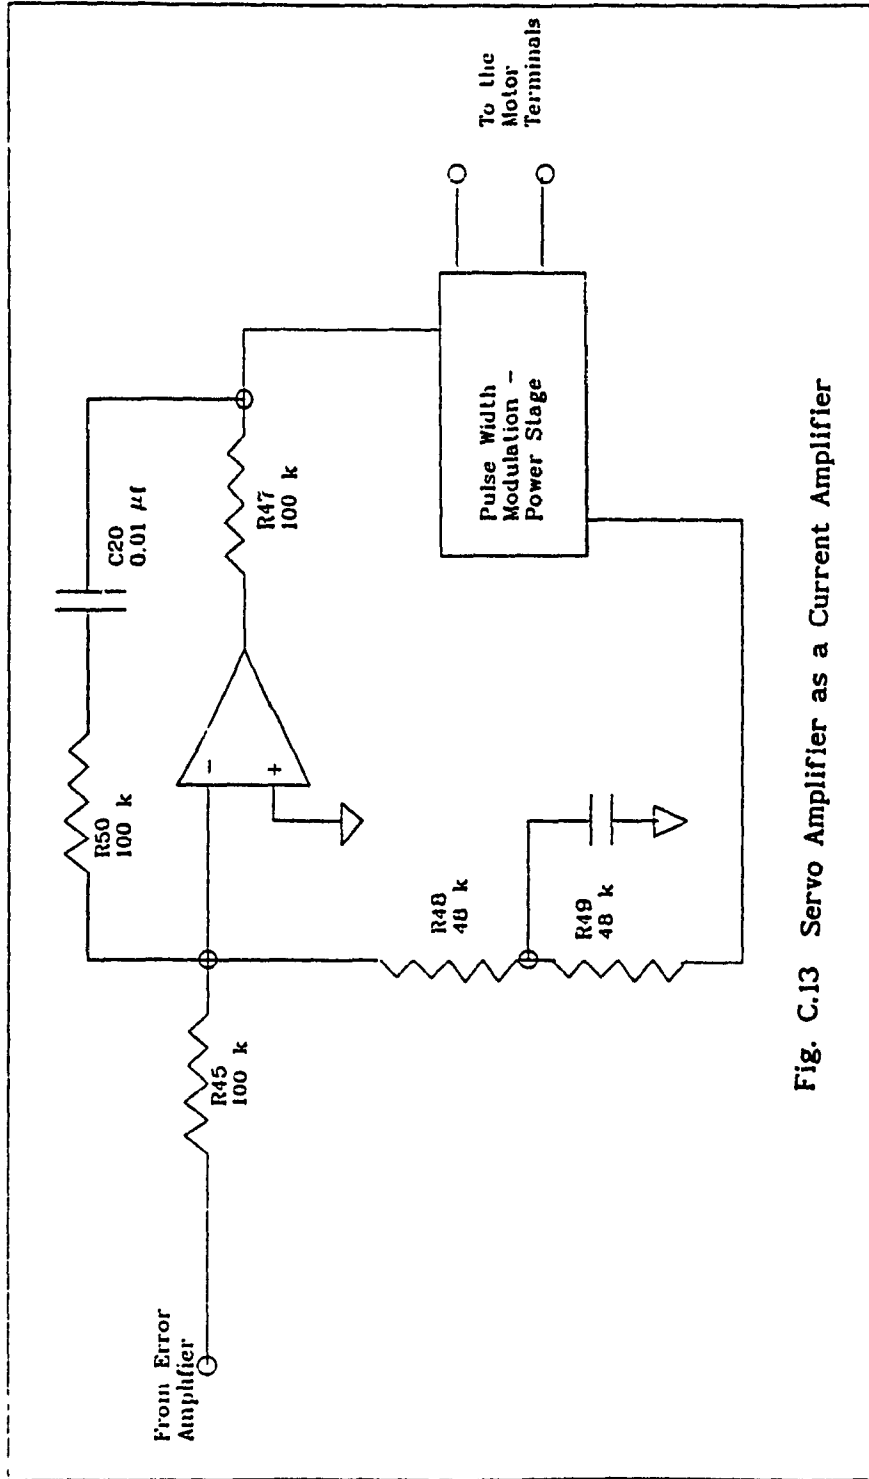 From Error
Amplifier
R45
100 k
R50
100 k
C20
0.01 µf
-
+
R47
100 k
R48
48 k
R49
48 k
Pulse Width
Modulation -
Power Stage
To the
Motor
Terminals
Fig. C.13 Servo Amplifier as a Current Amplifier